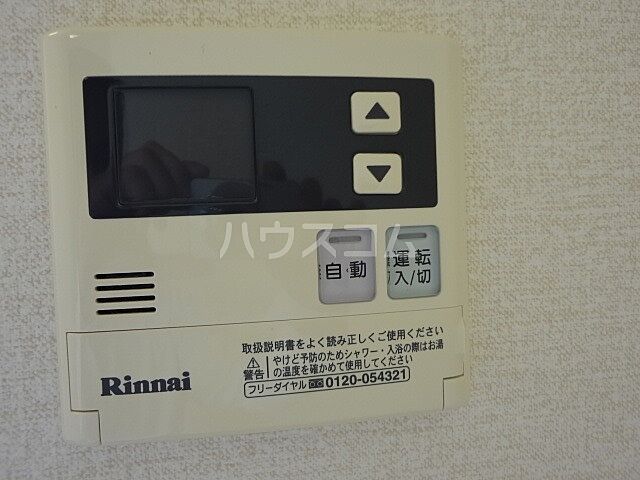 ハウスコム
自動
運転
入/切
取扱説明書をよく読み正しくご使用ください
警告
やけど予防のためシャワー・入浴の際はお湯
の温度を確かめて使用してください
フリーダイヤル 0120-054321
Rinnai